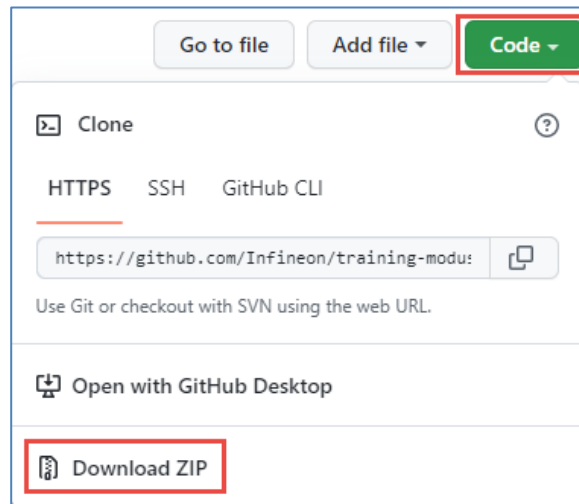 Go to file Add file Code
Clone
HTTPS SSH GitHub CLI
https://github.com/Infineon/training-modus
Use Git or checkout with SVN using the web URL.
Open with GitHub Desktop
Download ZIP